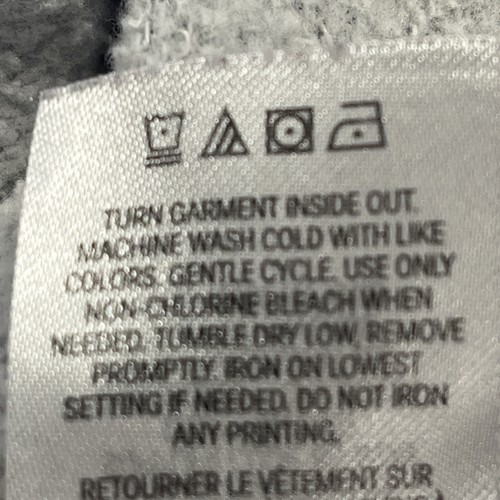 TURN GARMENT INSIDE OUT.
MACHINE WASH COLD WITH LIKE
COLORS. GENTLE CYCLE. USE ONLY
NON-CHLORINE BLEACH WHEN
NEEDED. TUMBLE DRY LOW, REMOVE
PROMPTLY. IRON ON LOWEST
SETTING IF NEEDED. DO NOT IRON
ANY PRINTING.
RETOURNER LE VÊTEMENT SUR